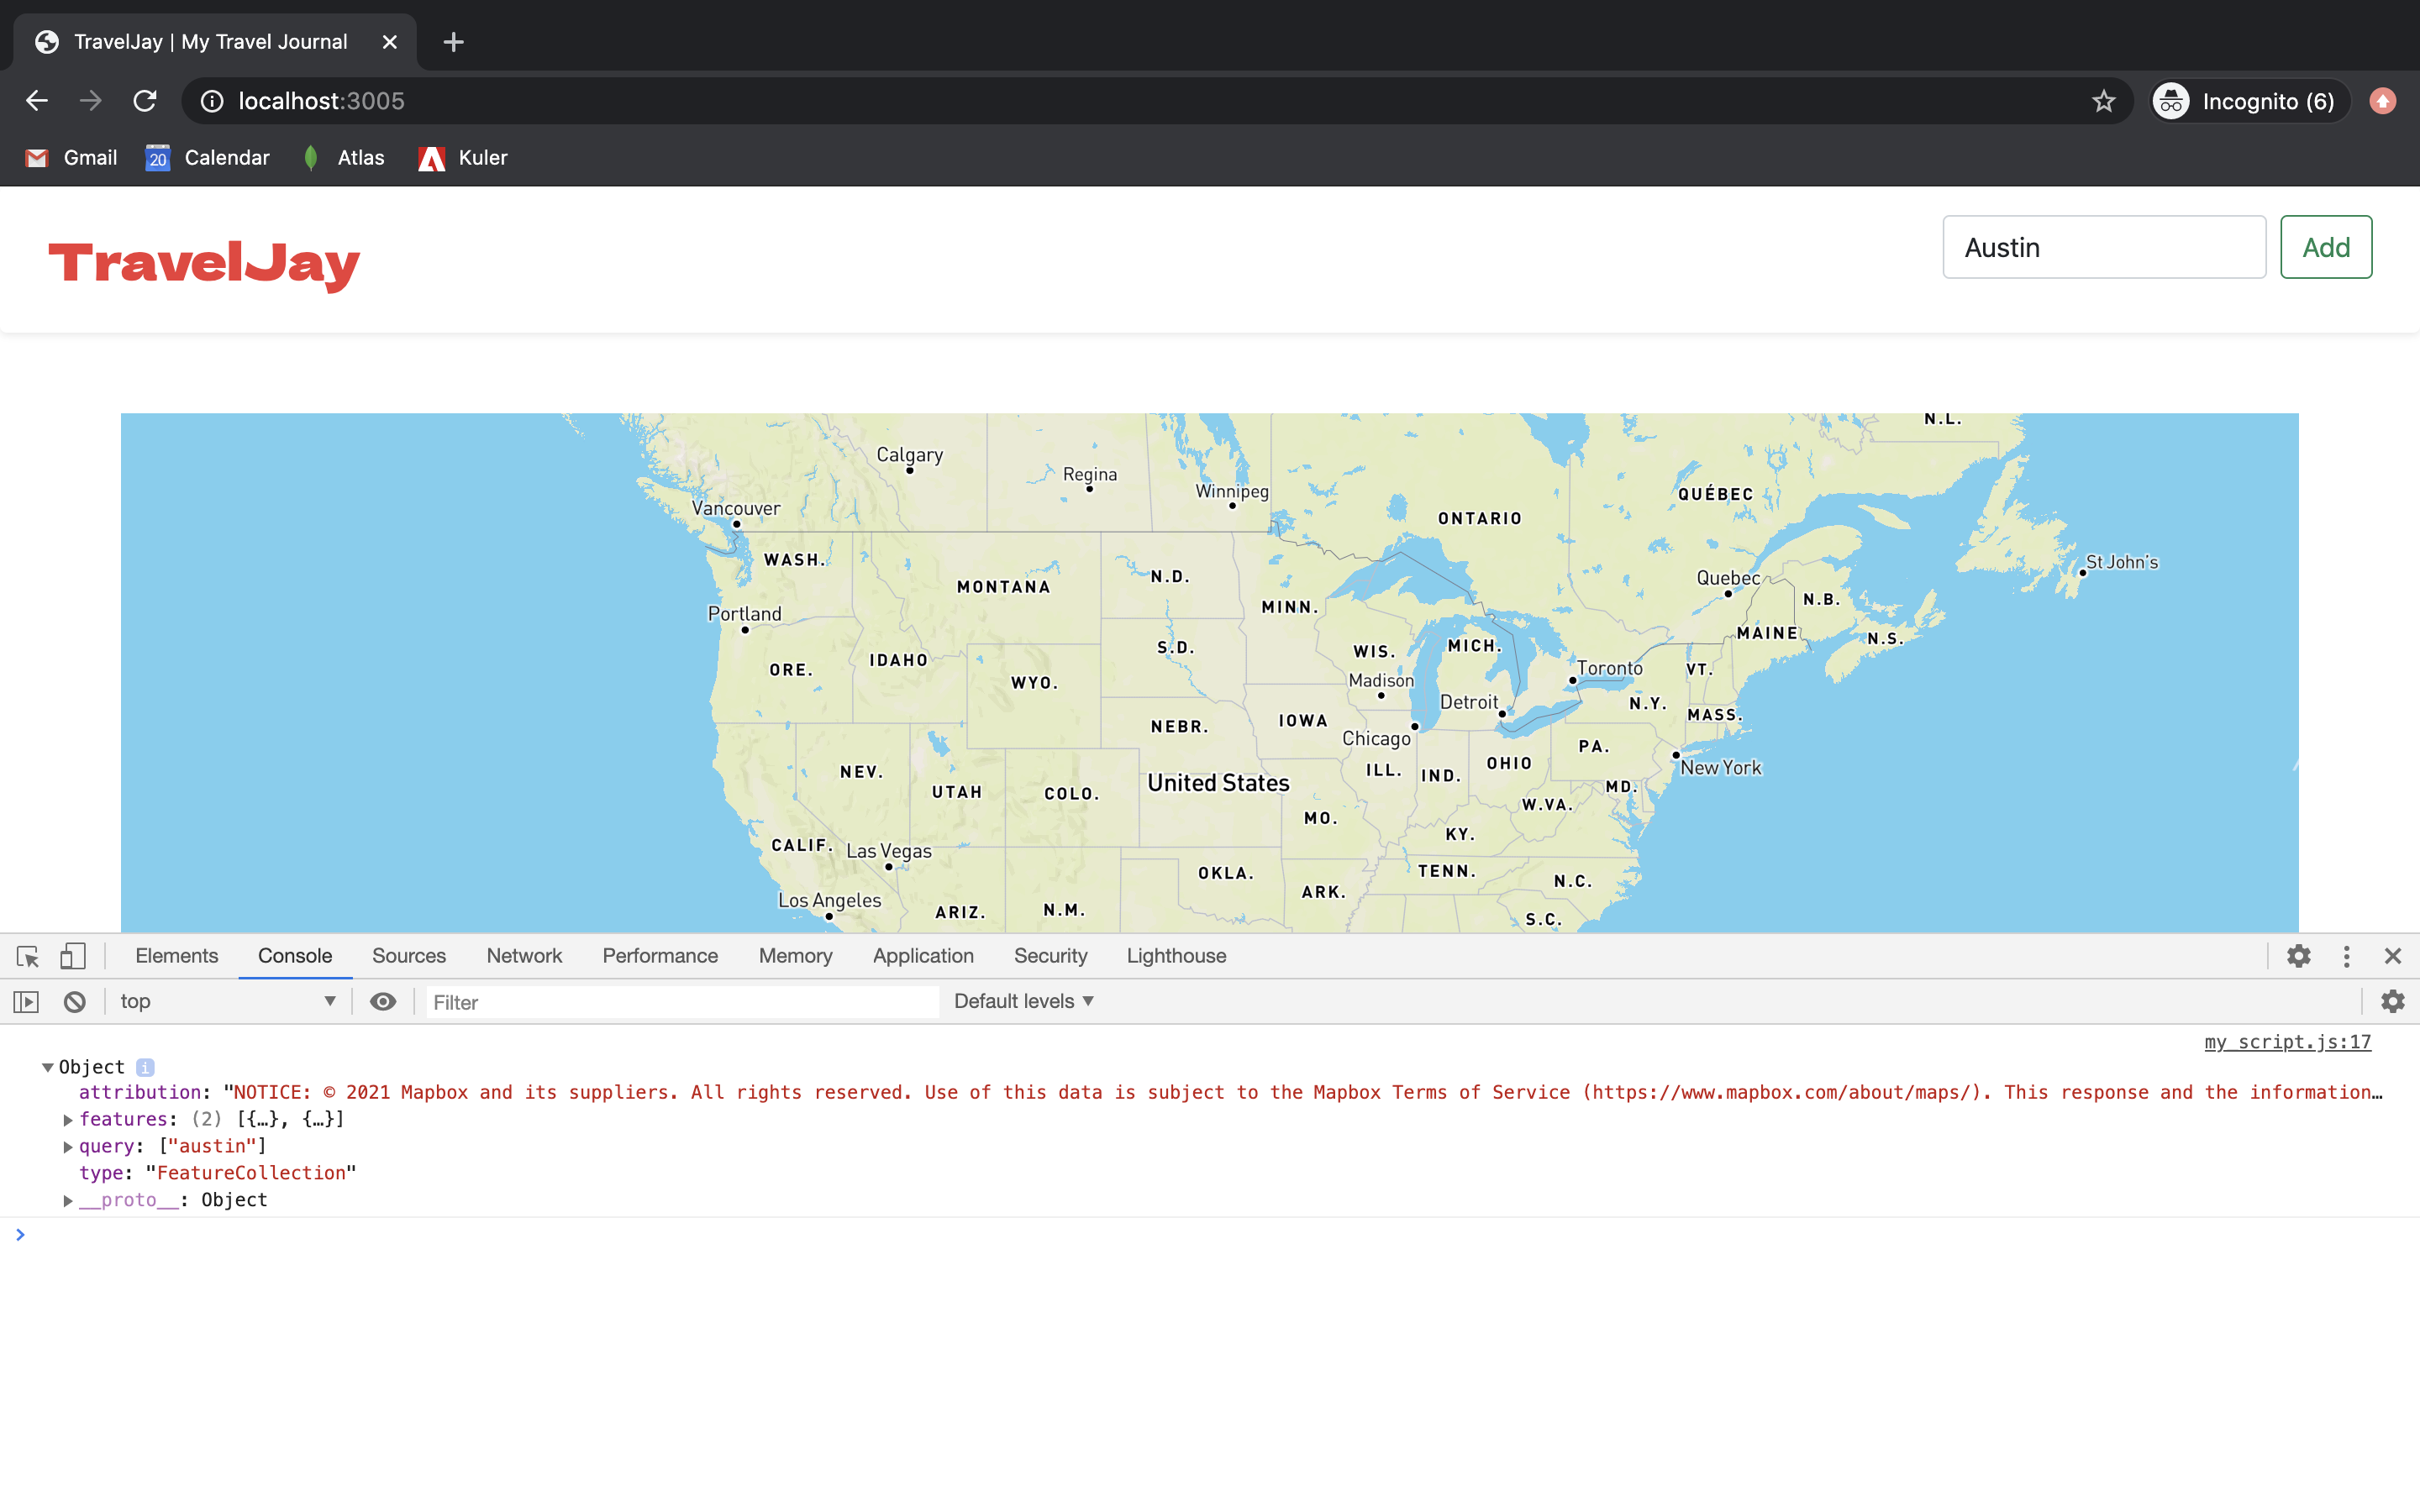 TravelJay | My Travel Journal
localhost:3005
Incognito (6)
Gmail
20
Calendar
Atlas
Kuler
TravelJay
Austin
Add
N.L.
Calgary
Regina
Winnipeg
QUÉBEC
Vancouver
ONTARIO
WASH.
St John's
MONTANA
N.D.
Quebec
N.B.
MINN.
Portland
MAINE
N.S.
S.D.
WIS.
MICH.
ORE.
IDAHO
Toronto
VT.
WYO.
Madison
Detroit
N.Y.
MASS.
NEBR.
IOWA
Chicago
PA.
NEV.
United States
ILL.
IND.
OHIO
New York
UTAH
COLO.
MD.
W.VA.
MO.
KY.
CALIF.
Las Vegas
OKLA.
TENN.
ARK.
N.C.
Los Angeles
ARIZ.
N.M.
S.C.
Elements
Console
Sources
Network
Performance
Memory
Application
Security
Lighthouse
top
Filter
Default levels
my_script.js:17
Object i
attribution: "NOTICE: © 2021 Mapbox and its suppliers. All rights reserved. Use of this data is subject to the Mapbox Terms of Service (https://www.mapbox.com/about/maps/). This response and the information…
features: (2) [{…}, {…}]
query: ["austin"]
type: "FeatureCollection"
__proto__: Object